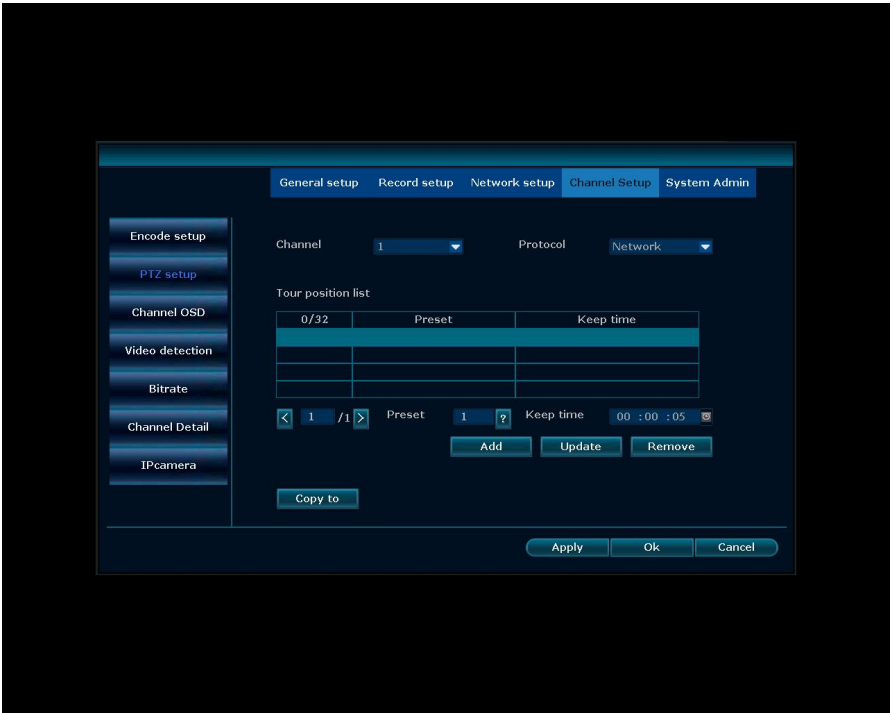 General setup Record setup Network setup Channel Setup System Admin
Encode setup
PTZ setup
Channel OSD
Video detection
Bitrate
Channel Detail
IPcamera
Channel 1 Protocol Network
Tour position list
0/32 Preset Keep time
< 1 /1 > Preset 1 ? Keep time 00 :00 :05
Add Update Remove
Copy to
Apply Ok Cancel